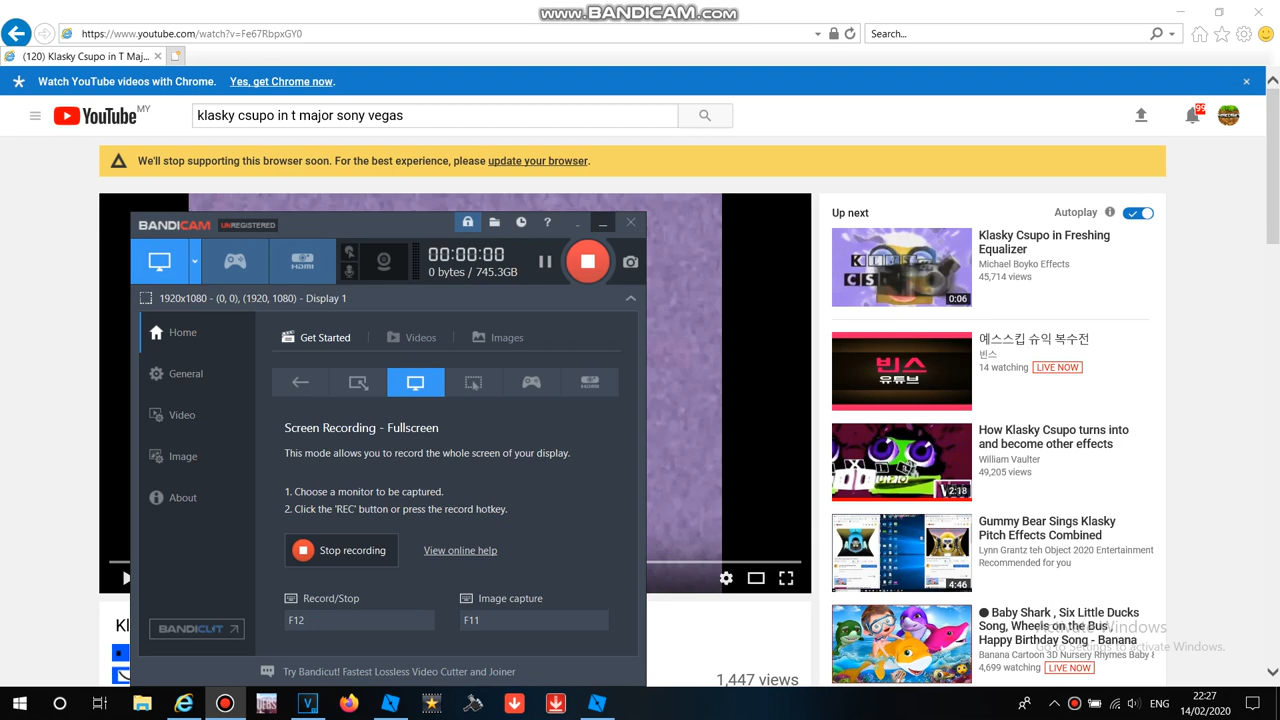 www.BANDICAM.com
https://www.youtube.com/watch?v=Fe67RbpxGY0
Search...
(120) Klasky Csupo in T Maj...
Watch YouTube videos with Chrome. Yes, get Chrome now.
YouTube MY
klasky csupo in t major sony vegas
99
We'll stop supporting this browser soon. For the best experience, please update your browser.
BANDICAM UNREGISTERED
HDMI
00:00:00
0 bytes / 745.3GB
1920x1080 - (0, 0), (1920, 1080) - Display 1
Home
General
Video
Image
About
BANDICUT
Get Started
Videos
Images
Screen Recording - Fullscreen
This mode allows you to record the whole screen of your display.
1. Choose a monitor to be captured.
2. Click the 'REC' button or press the record hotkey.
Stop recording
View online help
Record/Stop
Image capture
F12
F11
Try Bandicut! Fastest Lossless Video Cutter and Joiner
Kl
1,447 views
Up next
Autoplay
Klasky Csupo in Freshing
Equalizer
Michael Boyko Effects
45,714 views
0:06
예스스킵 슈익 복수전
빈스
14 watching LIVE NOW
빈스
유튜브
How Klasky Csupo turns into
and become other effects
William Vaulter
49,205 views
2:18
Gummy Bear Sings Klasky
Pitch Effects Combined
Lynn Grantz teh Object 2020 Entertainment
Recommended for you
4:46
Baby Shark , Six Little Ducks
Song, Wheels on the Bus,
Happy Birthday Song - Banana
Banana Cartoon 3D Nursery Rhymes Baby
4,699 watching LIVE NOW
Activate Windows
Go to Settings to activate Windows.
ENG
22:27
14/02/2020